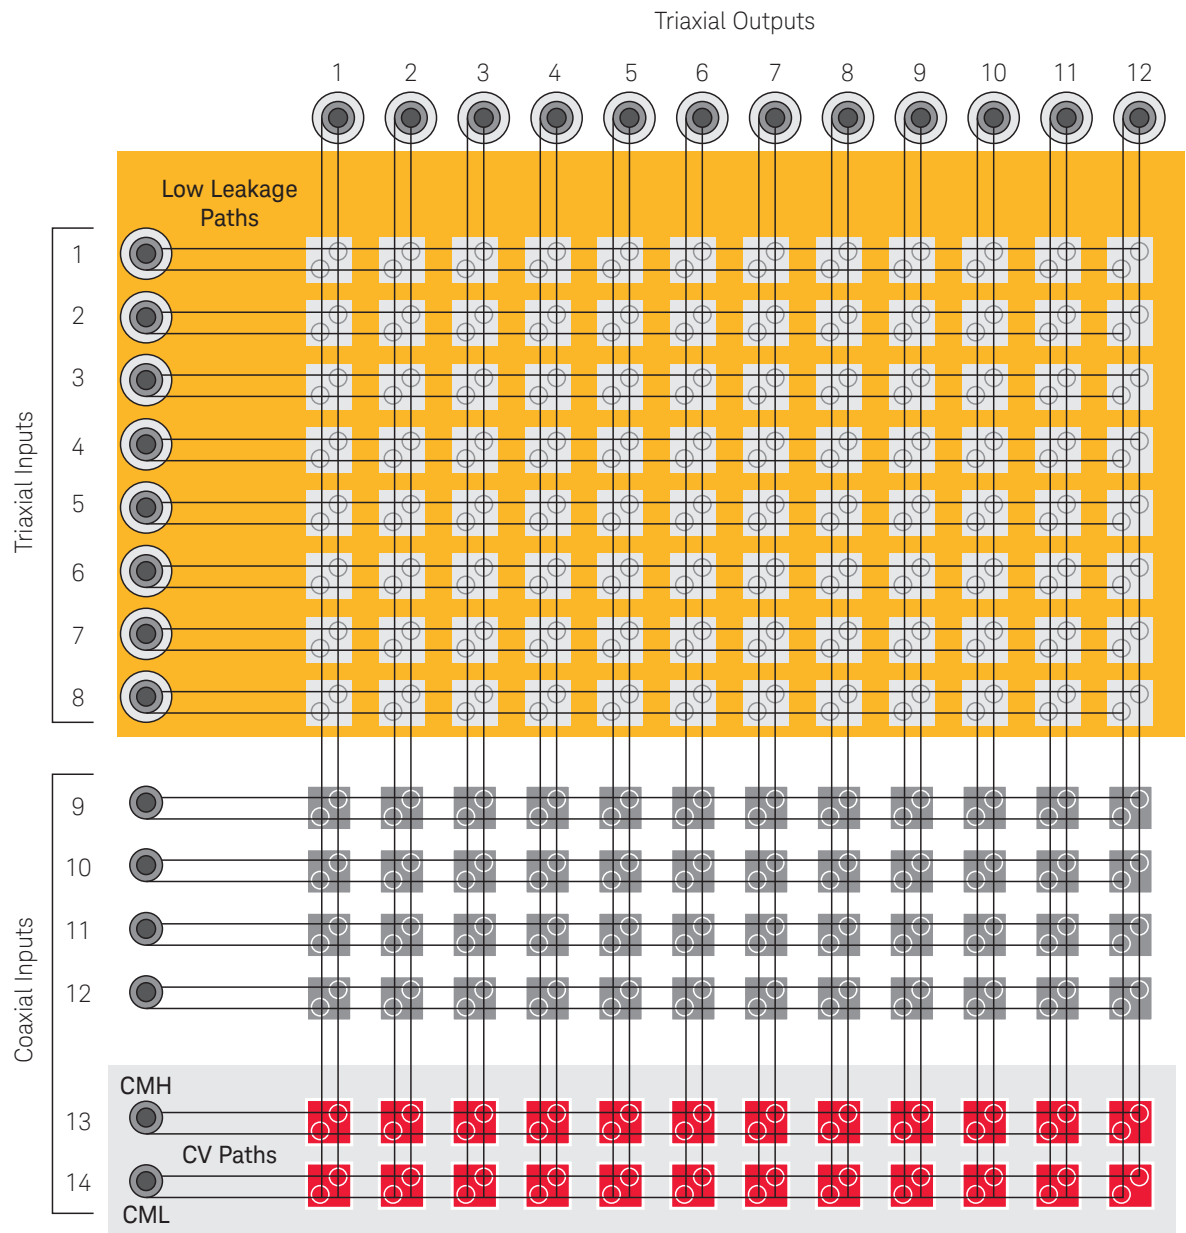 Triaxial Outputs
1 2 3 4 5 6 7 8 9 10 11 12
Low Leakage
Paths
Triaxial Inputs
1
2
3
4
5
6
7
8
Coaxial Inputs
9
10
11
12
CMH
13
CV Paths
14
CML